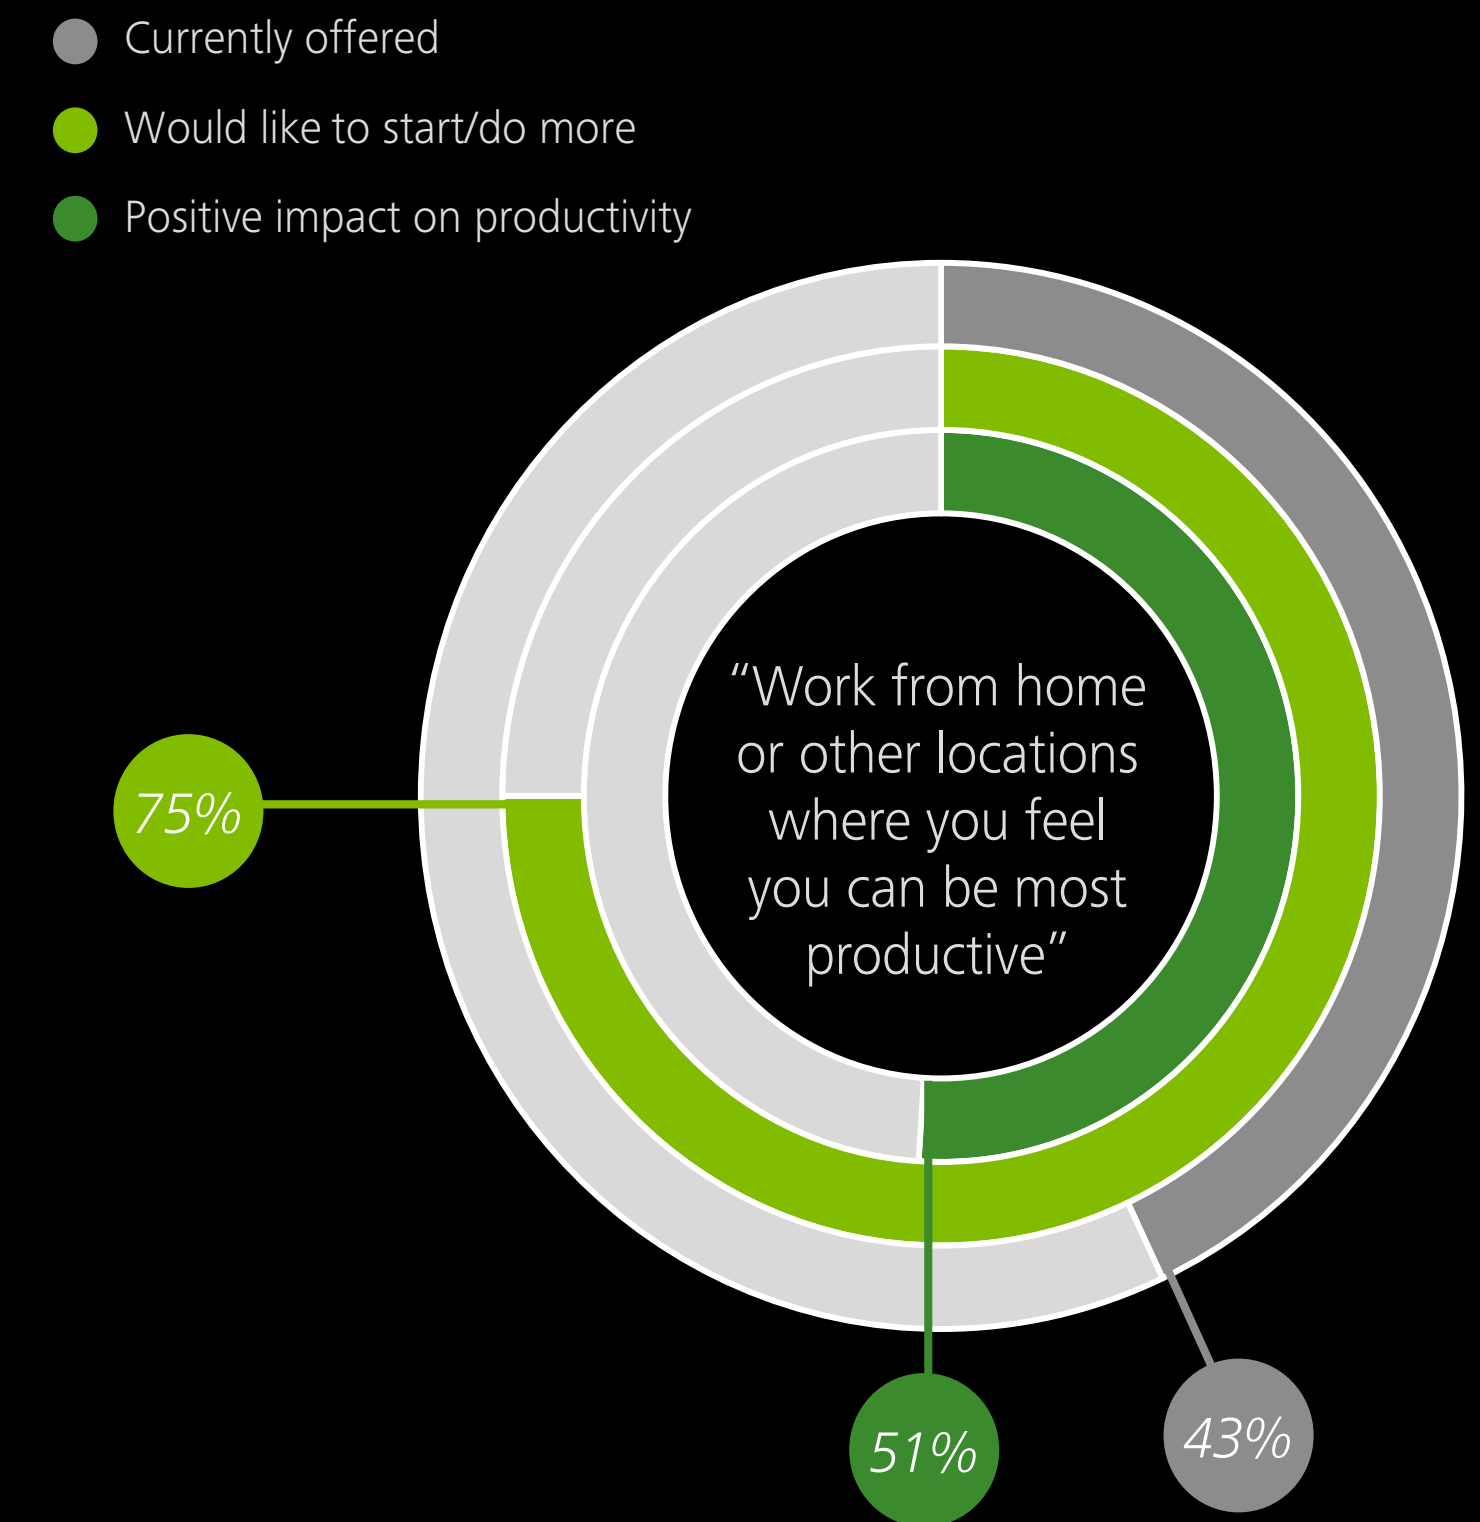 Currently offered
Would like to start/do more
Positive impact on productivity
“Work from home
or other locations
where you feel
you can be most
productive”
75%
51%
43%